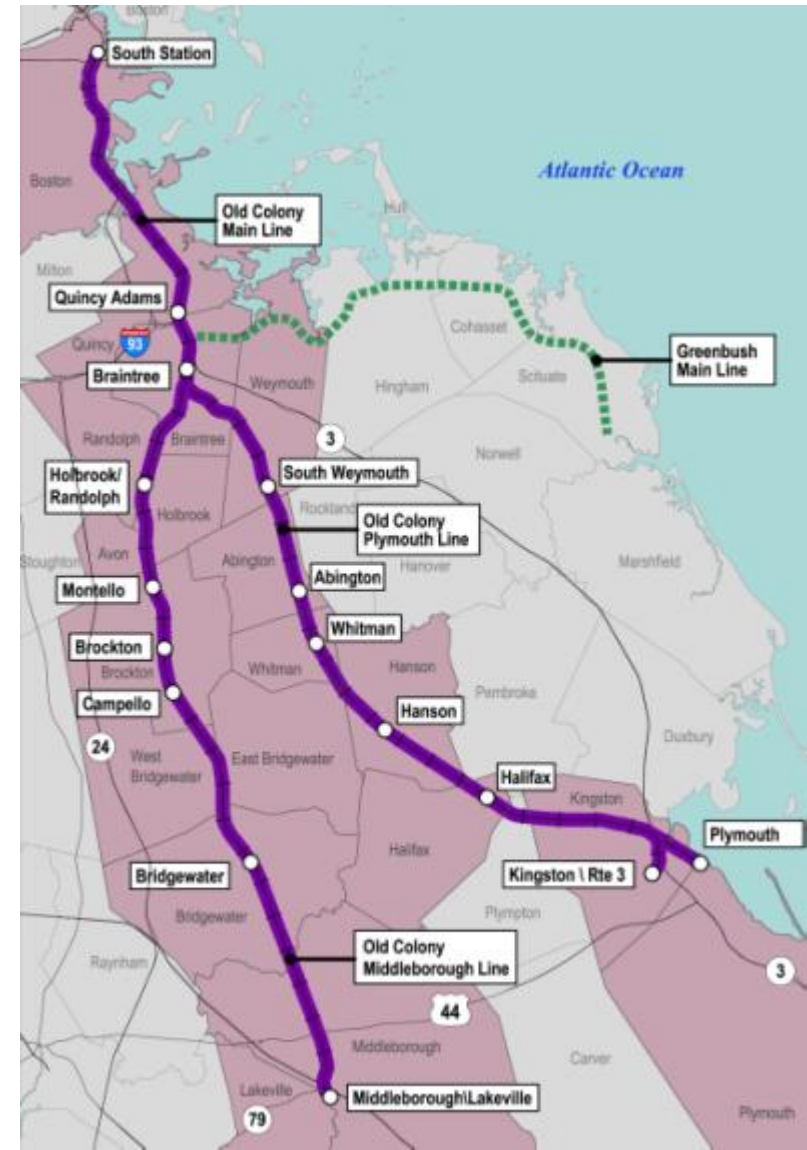 Boston
South Station
Atlantic Ocean
Boston
Old Colony
Main Line
Hull
Milton
Quincy Adams
Cohasset
93
Quincy
Greenbush
Main Line
Scituate
Braintree
Weymouth
Hingham
Randolph
Braintree
3
Norwell
Holbrook/
Randolph
South Weymouth
Rockland
Holbrook
Old Colony
Plymouth Line
Avon
Stoughton
Abington
Hanover
Marshfield
Montello
Abington
Whitman
Brockton
Brockton
Whitman
Hanson
Campello
Pembroke
Hanson
Duxbury
24
West
Bridgewater
East Bridgewater
Halifax
Kingston
Plymouth
Halifax
Bridgewater
Kingston \ Rte 3
Bridgewater
Plympton
Old Colony
Middleborough Line
Raynham
3
44
Middleborough
Carver
Lakeville
Middleborough\Lakeville
79
Plymouth